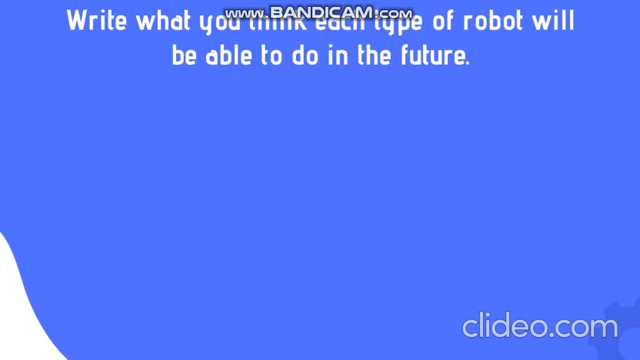 www.BANDICAM.com
Write what you think each type of robot will
be able to do in the future.
clideo.com